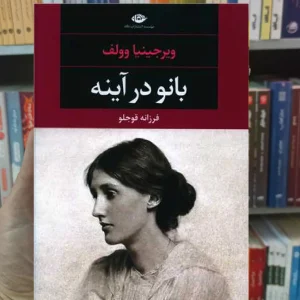 ویرجینیا وولف
بانو در آینه
فرزانه قوجلو